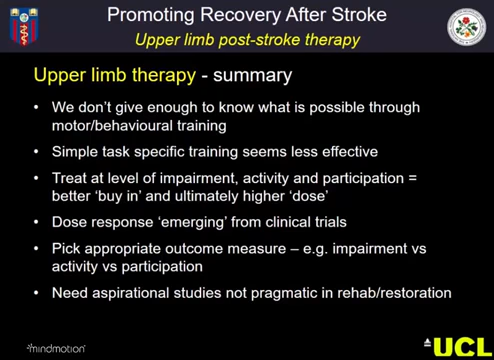 Promoting Recovery After Stroke
Upper limb post-stroke therapy
Upper limb therapy - summary
• We don't give enough to know what is possible through
motor/behavioural training
• Simple task specific training seems less effective
• Treat at level of impairment, activity and participation =
better 'buy in' and ultimately higher 'dose'
• Dose response 'emerging' from clinical trials
• Pick appropriate outcome measure – e.g. impairment vs
activity vs participation
• Need aspirational studies not pragmatic in rehab/restoration
mindmotion
UCL